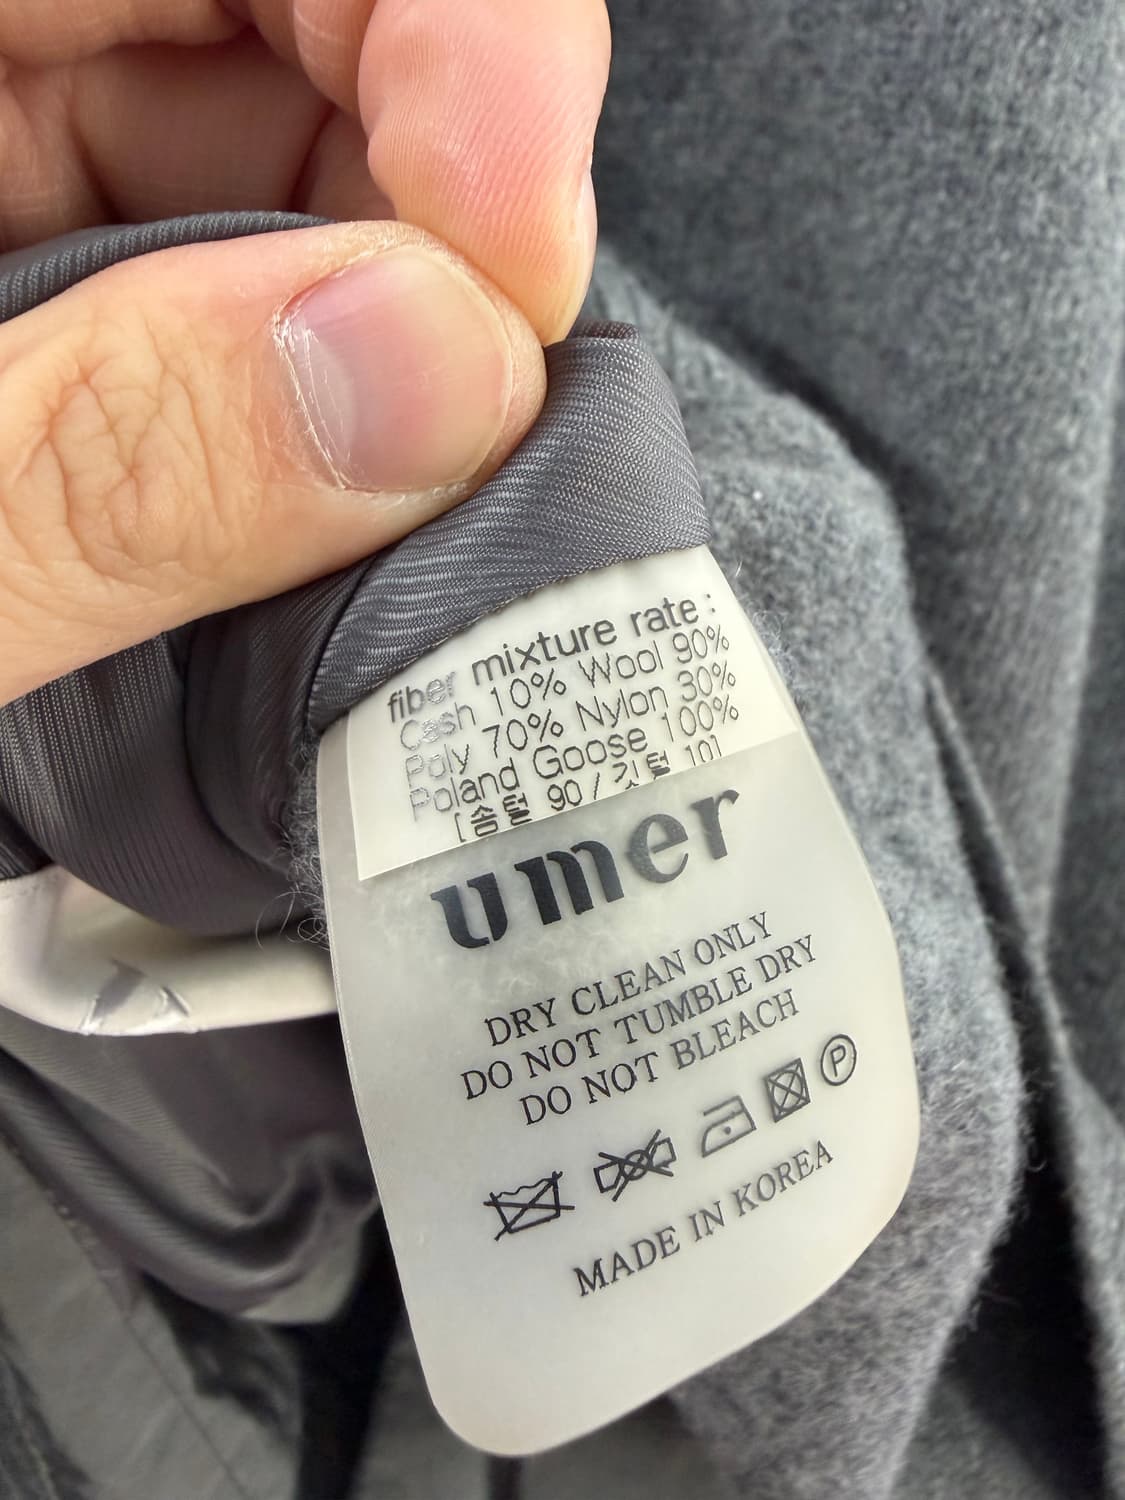 fiber mixture rate :
Cash 10% Wool 90%
Poly 70% Nylon 30%
Poland Goose 100%
[솜털 90 / 깃털 10]
umer
DRY CLEAN ONLY
DO NOT TUMBLE DRY
DO NOT BLEACH
P
MADE IN KOREA